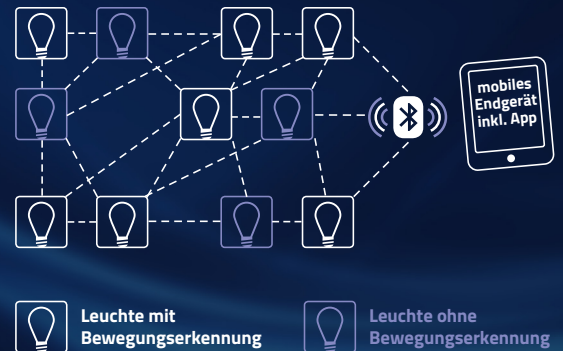 mobiles
Endgerät
inkl. App
Leuchte mit
Bewegungserkennung
Leuchte ohne
Bewegungserkennung